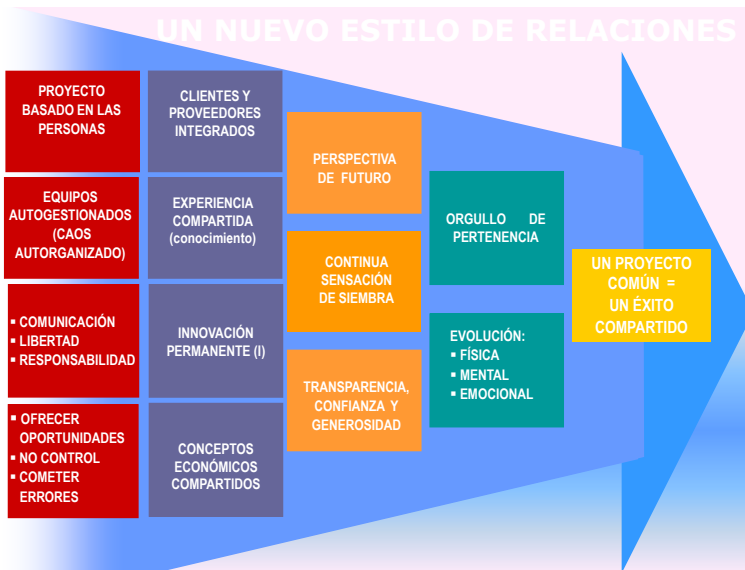 UN NUEVO ESTILO DE RELACIONES
PROYECTO
BASADO EN LAS
PERSONAS
EQUIPOS
AUTOGESTIONADOS
(CAOS
AUTORGANIZADO)
▪ COMUNICACIÓN
▪ LIBERTAD
▪ RESPONSABILIDAD
▪ OFRECER
OPORTUNIDADES
▪ NO CONTROL
▪ COMETER
ERRORES
CLIENTES Y
PROVEEDORES
INTEGRADOS
EXPERIENCIA
COMPARTIDA
(conocimiento)
INNOVACIÓN
PERMANENTE (I)
CONCEPTOS
ECONÓMICOS
COMPARTIDOS
PERSPECTIVA
DE FUTURO
CONTINUA
SENSACIÓN
DE SIEMBRA
TRANSPARENCIA,
CONFIANZA Y
GENEROSIDAD
ORGULLO DE
PERTENENCIA
EVOLUCIÓN:
▪ FÍSICA
▪ MENTAL
▪ EMOCIONAL
UN PROYECTO
COMÚN =
UN ÉXITO
COMPARTIDO